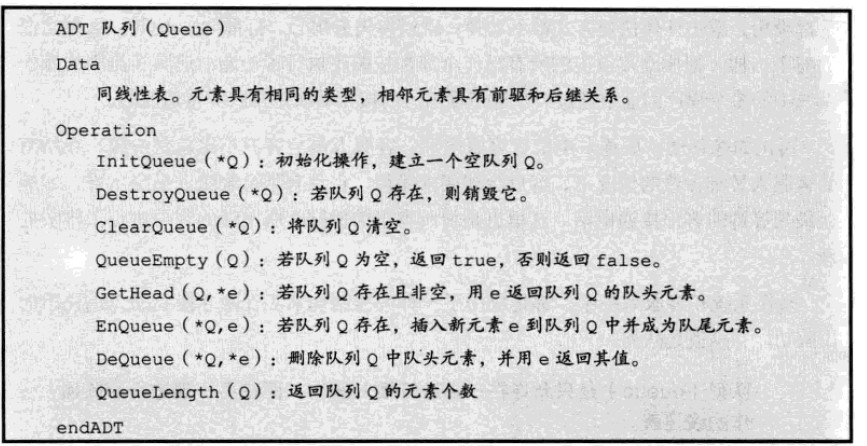 ADT 队列(Queue)
Data
同线性表。元素具有相同的类型，相邻元素具有前驱和后继关系。
Operation
InitQueue(*Q)：初始化操作，建立一个空队列 Q。
DestroyQueue(*Q)：若队列 Q 存在，则销毁它。
ClearQueue(*Q)：将队列 Q 清空。
QueueEmpty(Q)：若队列 Q 为空，返回 true，否则返回 false。
GetHead(Q,*e)：若队列 Q 存在且非空，用 e 返回队列 Q 的队头元素。
EnQueue(*Q,e)：若队列 Q 存在，插入新元素 e 到队列 Q 中并成为队尾元素。
DeQueue(*Q,*e)：删除队列 Q 中队头元素，并用 e 返回其值。
QueueLength(Q)：返回队列 Q 的元素个数
endADT